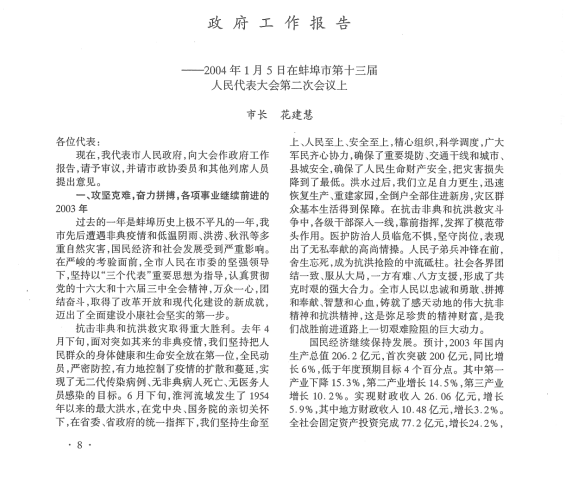 政府工作报告
——2004年1月5日在蚌埠市第十三届
人民代表大会第二次会议上
市长 花建慧
各位代表:
现在,我代表市人民政府,向大会作政府工作
报告,请予审议,并请市政协委员和其他列席人员
提出意见。
一、攻坚克难,奋力拼搏,各项事业继续前进的
2003年
过去的一年是蚌埠历史上极不平凡的一年,我
市先后遭遇非典疫情和低温阴雨、洪涝、秋汛等多
重自然灾害,国民经济和社会发展受到严重影响。
在严峻的考验面前,全市人民在市委的坚强领导
下,坚持以“三个代表”重要思想为指导,认真贯彻
党的十六大和十六届三中全会精神,万众一心,团
结奋斗,取得了改革开放和现代化建设的新成就,
迈出了全面建设小康社会坚实的第一步。
抗击非典和抗洪救灾取得重大胜利。去年4
月下旬,面对突如其来的非典疫情,我们坚持把人
民群众的身体健康和生命安全放在第一位,全民动
员,严密防控,有力地控制了疫情的扩散和蔓延,实
现了无二代传染病例、无非典病人死亡、无医务人
员感染的目标。6月下旬,淮河流域发生了1954
年以来的最大洪水,在党中央、国务院的亲切关怀
下,在省委、省政府的统一指挥下,我们坚持生命至
上、人民至上、安全至上,精心组织,科学调度,广大
军民齐心协力,确保了重要堤防、交通干线和城市、
县城安全,确保了人民生命财产安全,把灾害损失
降到了最低。洪水过后,我们立足自力更生,迅速
恢复生产、重建家园,全倒户全部住进新房,灾区群
众基本生活得到保障。在抗击非典和抗洪救灾斗
争中,各级干部深入一线,靠前指挥,发挥了模范带
头作用。医护防治人员临危不惧,坚守岗位,表现
出了无私奉献的高尚情操。人民子弟兵冲锋在前,
舍生忘死,成为抗洪抢险的中流砥柱。社会各界团
结一致、服从大局,一方有难、八方支援,形成了共
克时艰的强大合力。全市人民以忠诚和勇敢、拼搏
和奉献、智慧和心血,铸就了感天动地的伟大抗非
精神和抗洪精神,这是弥足珍贵的精神财富,是我
们战胜前进道路上一切艰难险阻的巨大动力。
国民经济继续保持发展。预计,2003年国内
生产总值206.2亿元,首次突破200亿元,同比增
长6%,低于年度预期目标4个百分点。其中第一
产业下降15.3%,第二产业增长14.5%,第三产业
增长10.2%。实现财政收入26.06亿元,增长
5.9%,其中地方财政收入10.48亿元,增长3.2%。
全社会固定资产投资完成77.2亿元,增长24.2%,
·8·